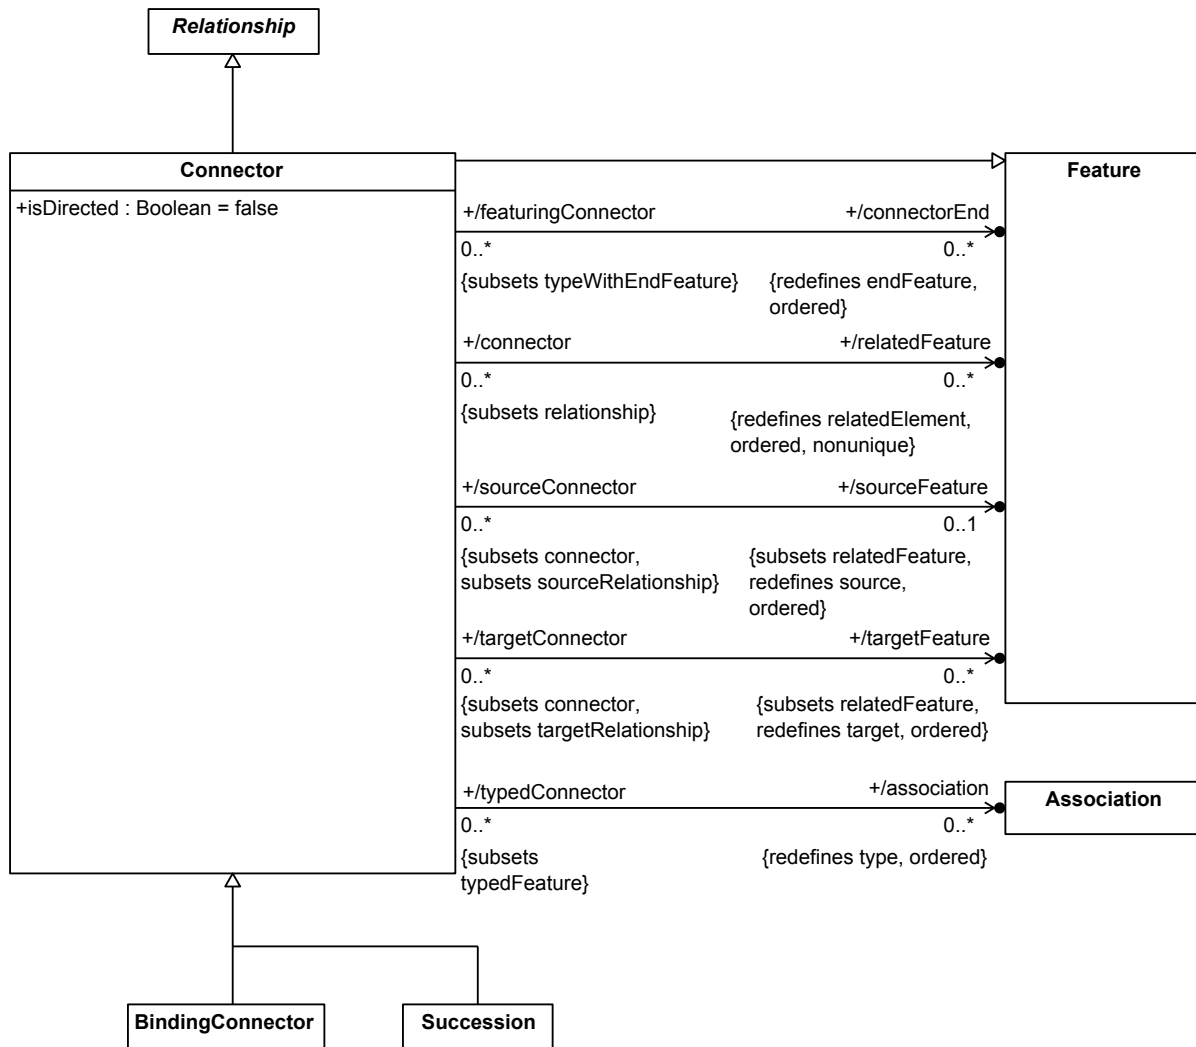 Relationship
Connector
Feature
+isDirected : Boolean = false
+/featuringConnector
+/connectorEnd
0..*
0..*
{subsets typeWithEndFeature}
{redefines endFeature,
ordered}
+/connector
+/relatedFeature
0..*
0..*
{subsets relationship}
{redefines relatedElement,
ordered, nonunique}
+/sourceConnector
+/sourceFeature
0..*
0..1
{subsets connector,
subsets sourceRelationship}
{subsets relatedFeature,
redefines source,
ordered}
+/targetConnector
+/targetFeature
0..*
0..*
{subsets connector,
subsets targetRelationship}
{subsets relatedFeature,
redefines target, ordered}
+/typedConnector
+/association
Association
0..*
0..*
{subsets
typedFeature}
{redefines type, ordered}
BindingConnector
Succession